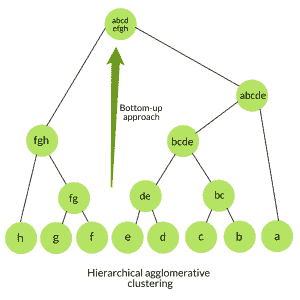 abcd
efgh
abcde
Bottom-up
approach
fgh
bcde
fg
de
bc
h
g
f
e
d
c
b
a
Hierarchical agglomerative
clustering